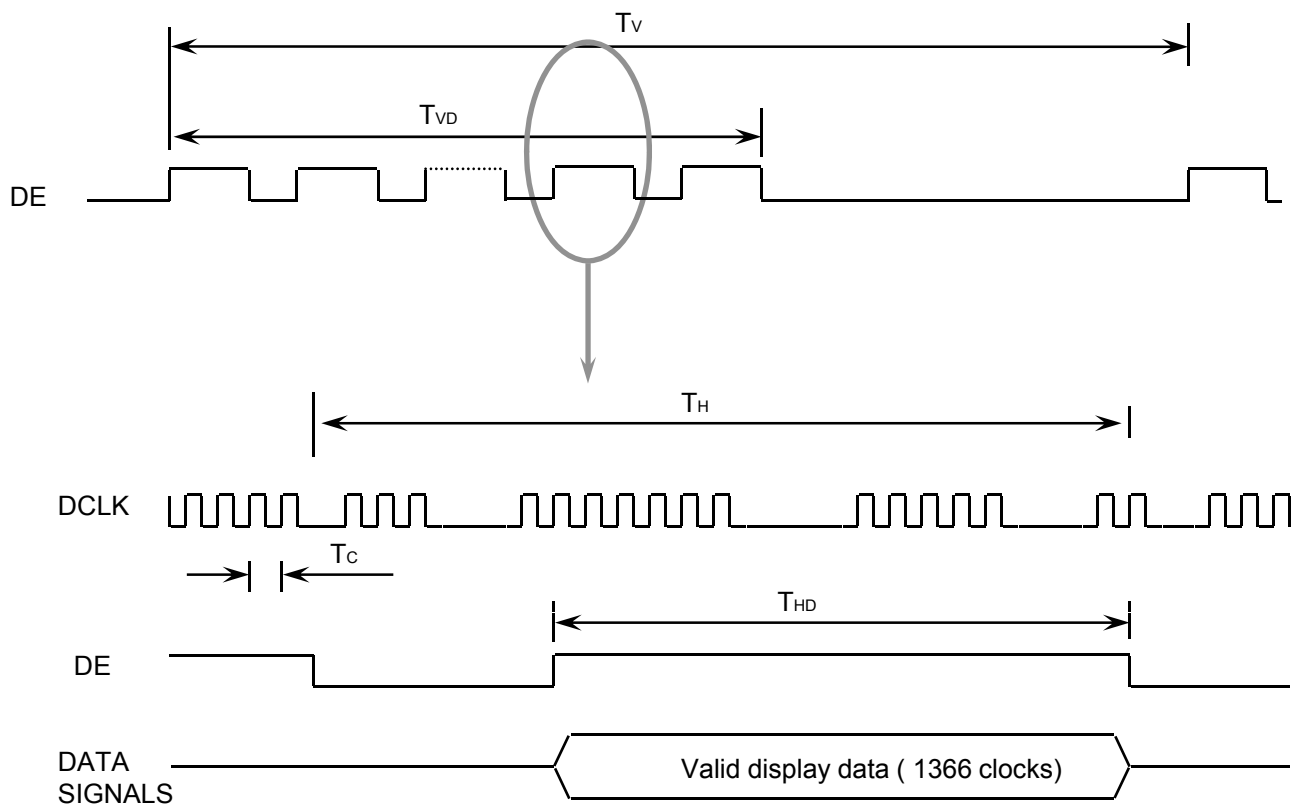 TV
TVD
DE
TH
DCLK
TC
THD
DE
DATA
SIGNALS
Valid display data ( 1366 clocks)